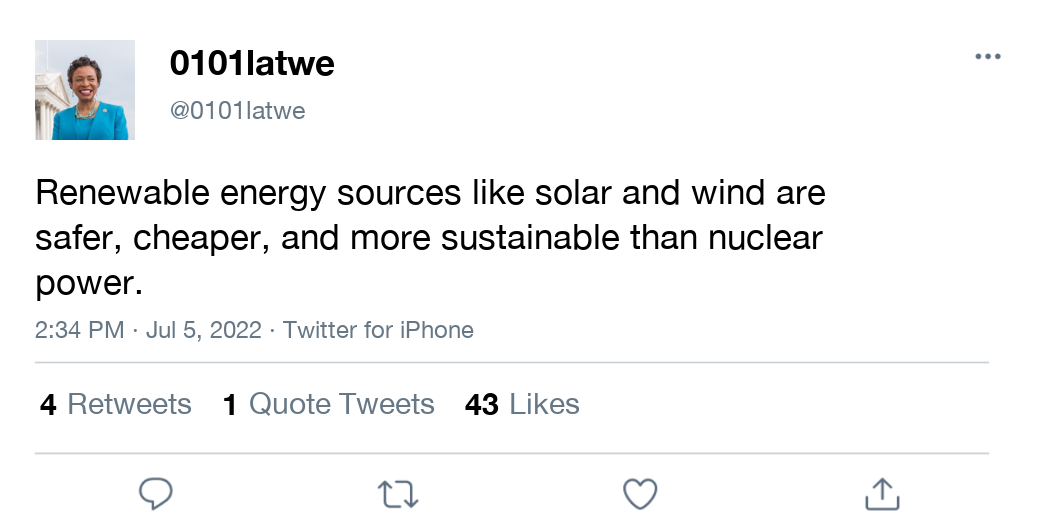 0101latwe
@0101latwe
Renewable energy sources like solar and wind are
safer, cheaper, and more sustainable than nuclear
power.
2:34 PM · Jul 5, 2022 · Twitter for iPhone
4 Retweets 1 Quote Tweets 43 Likes